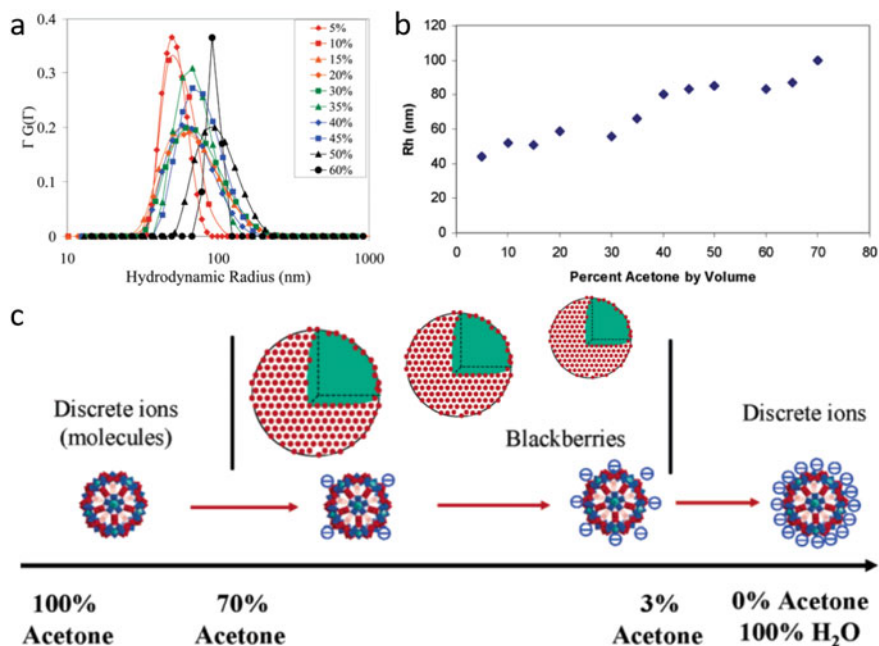 a
Γ G(Γ)
0.4
0.3
0.2
0.1
0
10
100
1000
Hydrodynamic Radius (nm)
5%
10%
15%
20%
30%
35%
40%
45%
50%
60%
b
Rh (nm)
120
100
80
60
40
20
0
0
10
20
30
40
50
60
70
80
Percent Acetone by Volume
c
Discrete ions
(molecules)
Blackberries
Discrete ions
100%
Acetone
70%
Acetone
3%
Acetone
0% Acetone
100% H₂O